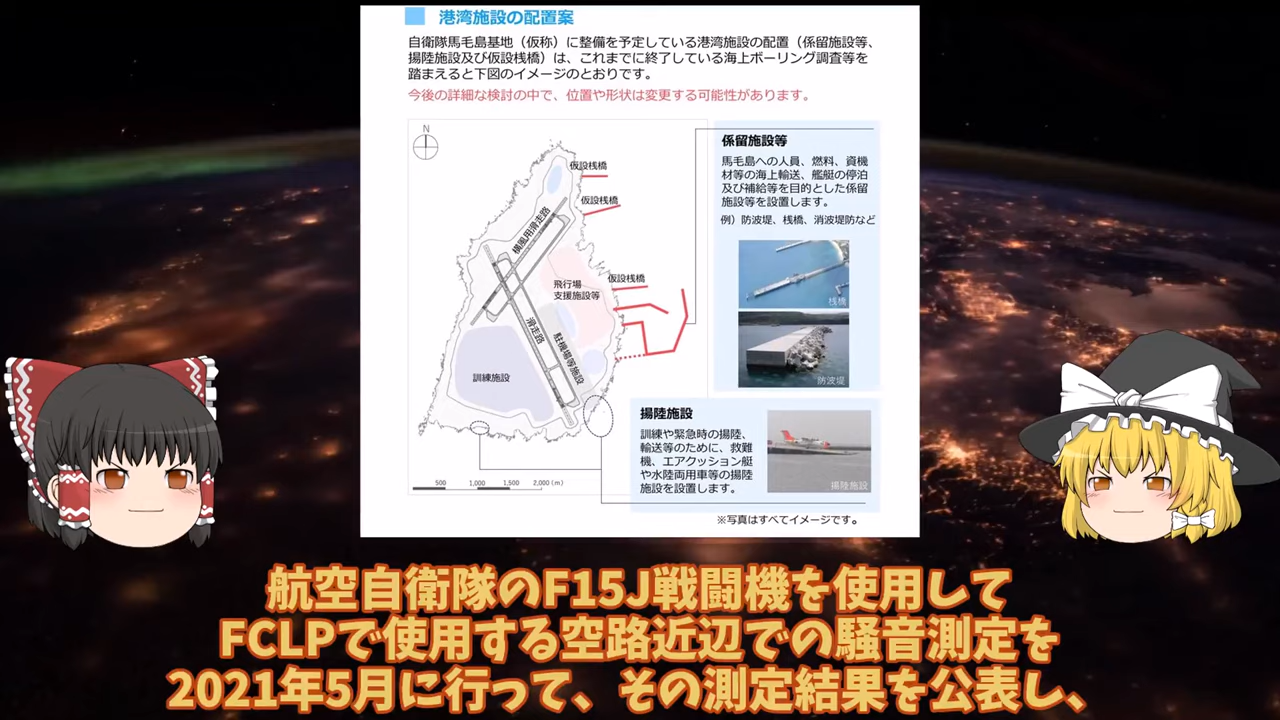 港湾施設の配置案
自衛隊馬毛島基地（仮称）に整備を予定している港湾施設の配置（係留施設等、
揚陸施設及び仮設桟橋）は、これまでに終了している海上ボーリング調査等を
踏まえると下図のイメージのとおりです。
今後の詳細な検討の中で、位置や形状は変更する可能性があります。
N
仮設桟橋
仮設桟橋
横風用滑走路
仮設桟橋
飛行場
支援施設等
滑走路
駐機場等施設
訓練施設
500 1,000 1,500 2,000 (m)
係留施設等
馬毛島への人員、燃料、資機
材等の海上輸送、艦艇の停泊
及び補給等を目的とした係留
施設等を設置します。
例）防波堤、桟橋、消波堤防など
桟橋
防波堤
揚陸施設
訓練や緊急時の揚陸、
輸送等のために、救難
機、エアクッション艇
や水陸両用車等の揚陸
施設を設置します。
揚陸施設
※写真はすべてイメージです。
航空自衛隊のF15J戦闘機を使用して
FCLPで使用する空路近辺での騒音測定を
2021年5月に行って、その測定結果を公表し、